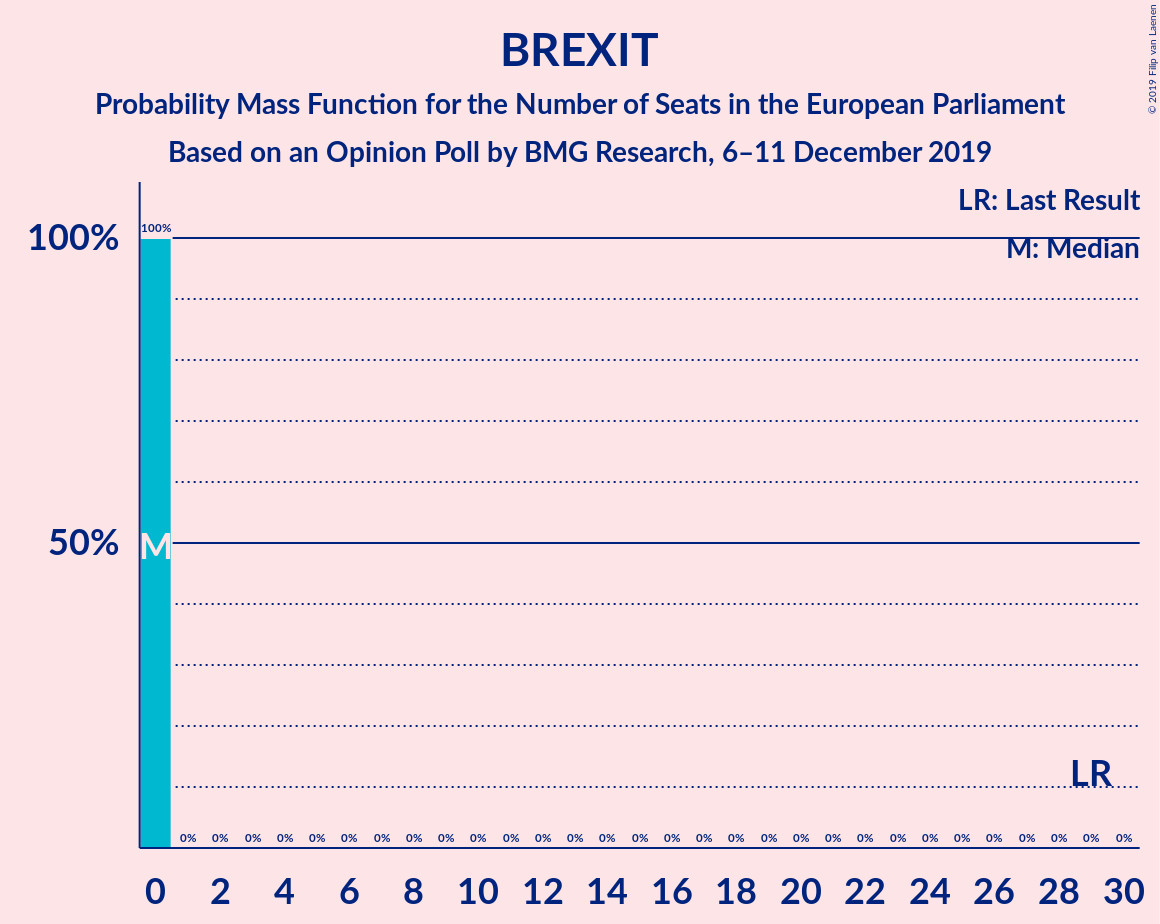 BREXIT
Probability Mass Function for the Number of Seats in the European Parliament
Based on an Opinion Poll by BMG Research, 6–11 December 2019
© 2019 Filip van Laenen
LR: Last Result
M: Median
100%
100%
50%
M
LR
0% 0% 0% 0% 0% 0% 0% 0% 0% 0% 0% 0% 0% 0% 0% 0% 0% 0% 0% 0% 0% 0% 0% 0% 0% 0% 0% 0% 0% 0%
0 2 4 6 8 10 12 14 16 18 20 22 24 26 28 30